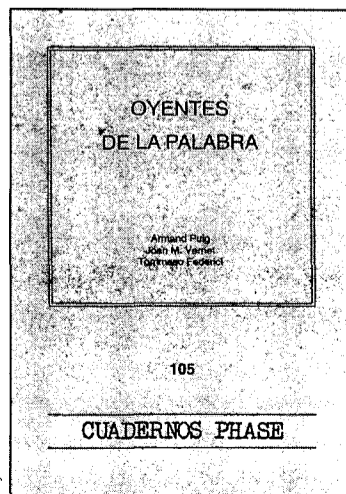 OYENTES
DE LA PALABRA
Armand Puig
Joan M. Vernet
Tommaso Federici
105
CUADERNOS PHASE